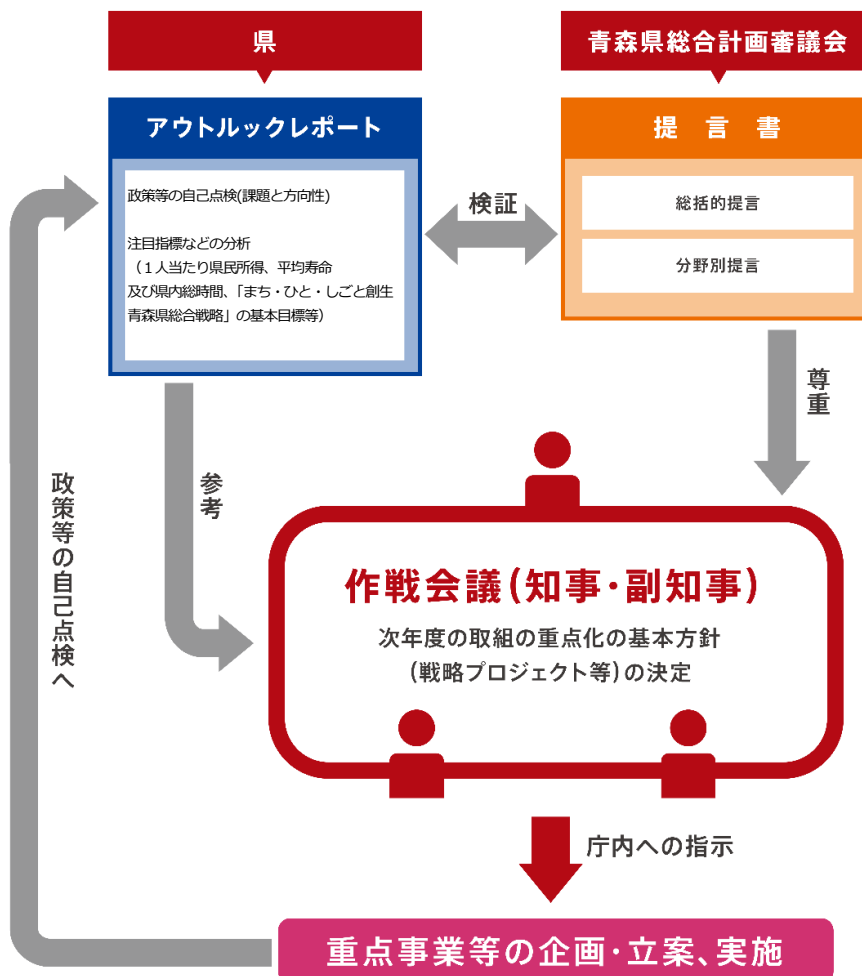 県
青森県総合計画審議会
アウトルックレポート
政策等の自己点検(課題と方向性)
注目指標などの分析
（１人当たり県民所得、平均寿命
及び県内総時間、「まち・ひと・しごと創生
青森県総合戦略」の基本目標等）
検証
提言書
総括的提言
分野別提言
尊重
参考
政策等の自己点検へ
作戦会議(知事・副知事)
次年度の取組の重点化の基本方針
(戦略プロジェクト等)の決定
庁内への指示
重点事業等の企画・立案、実施